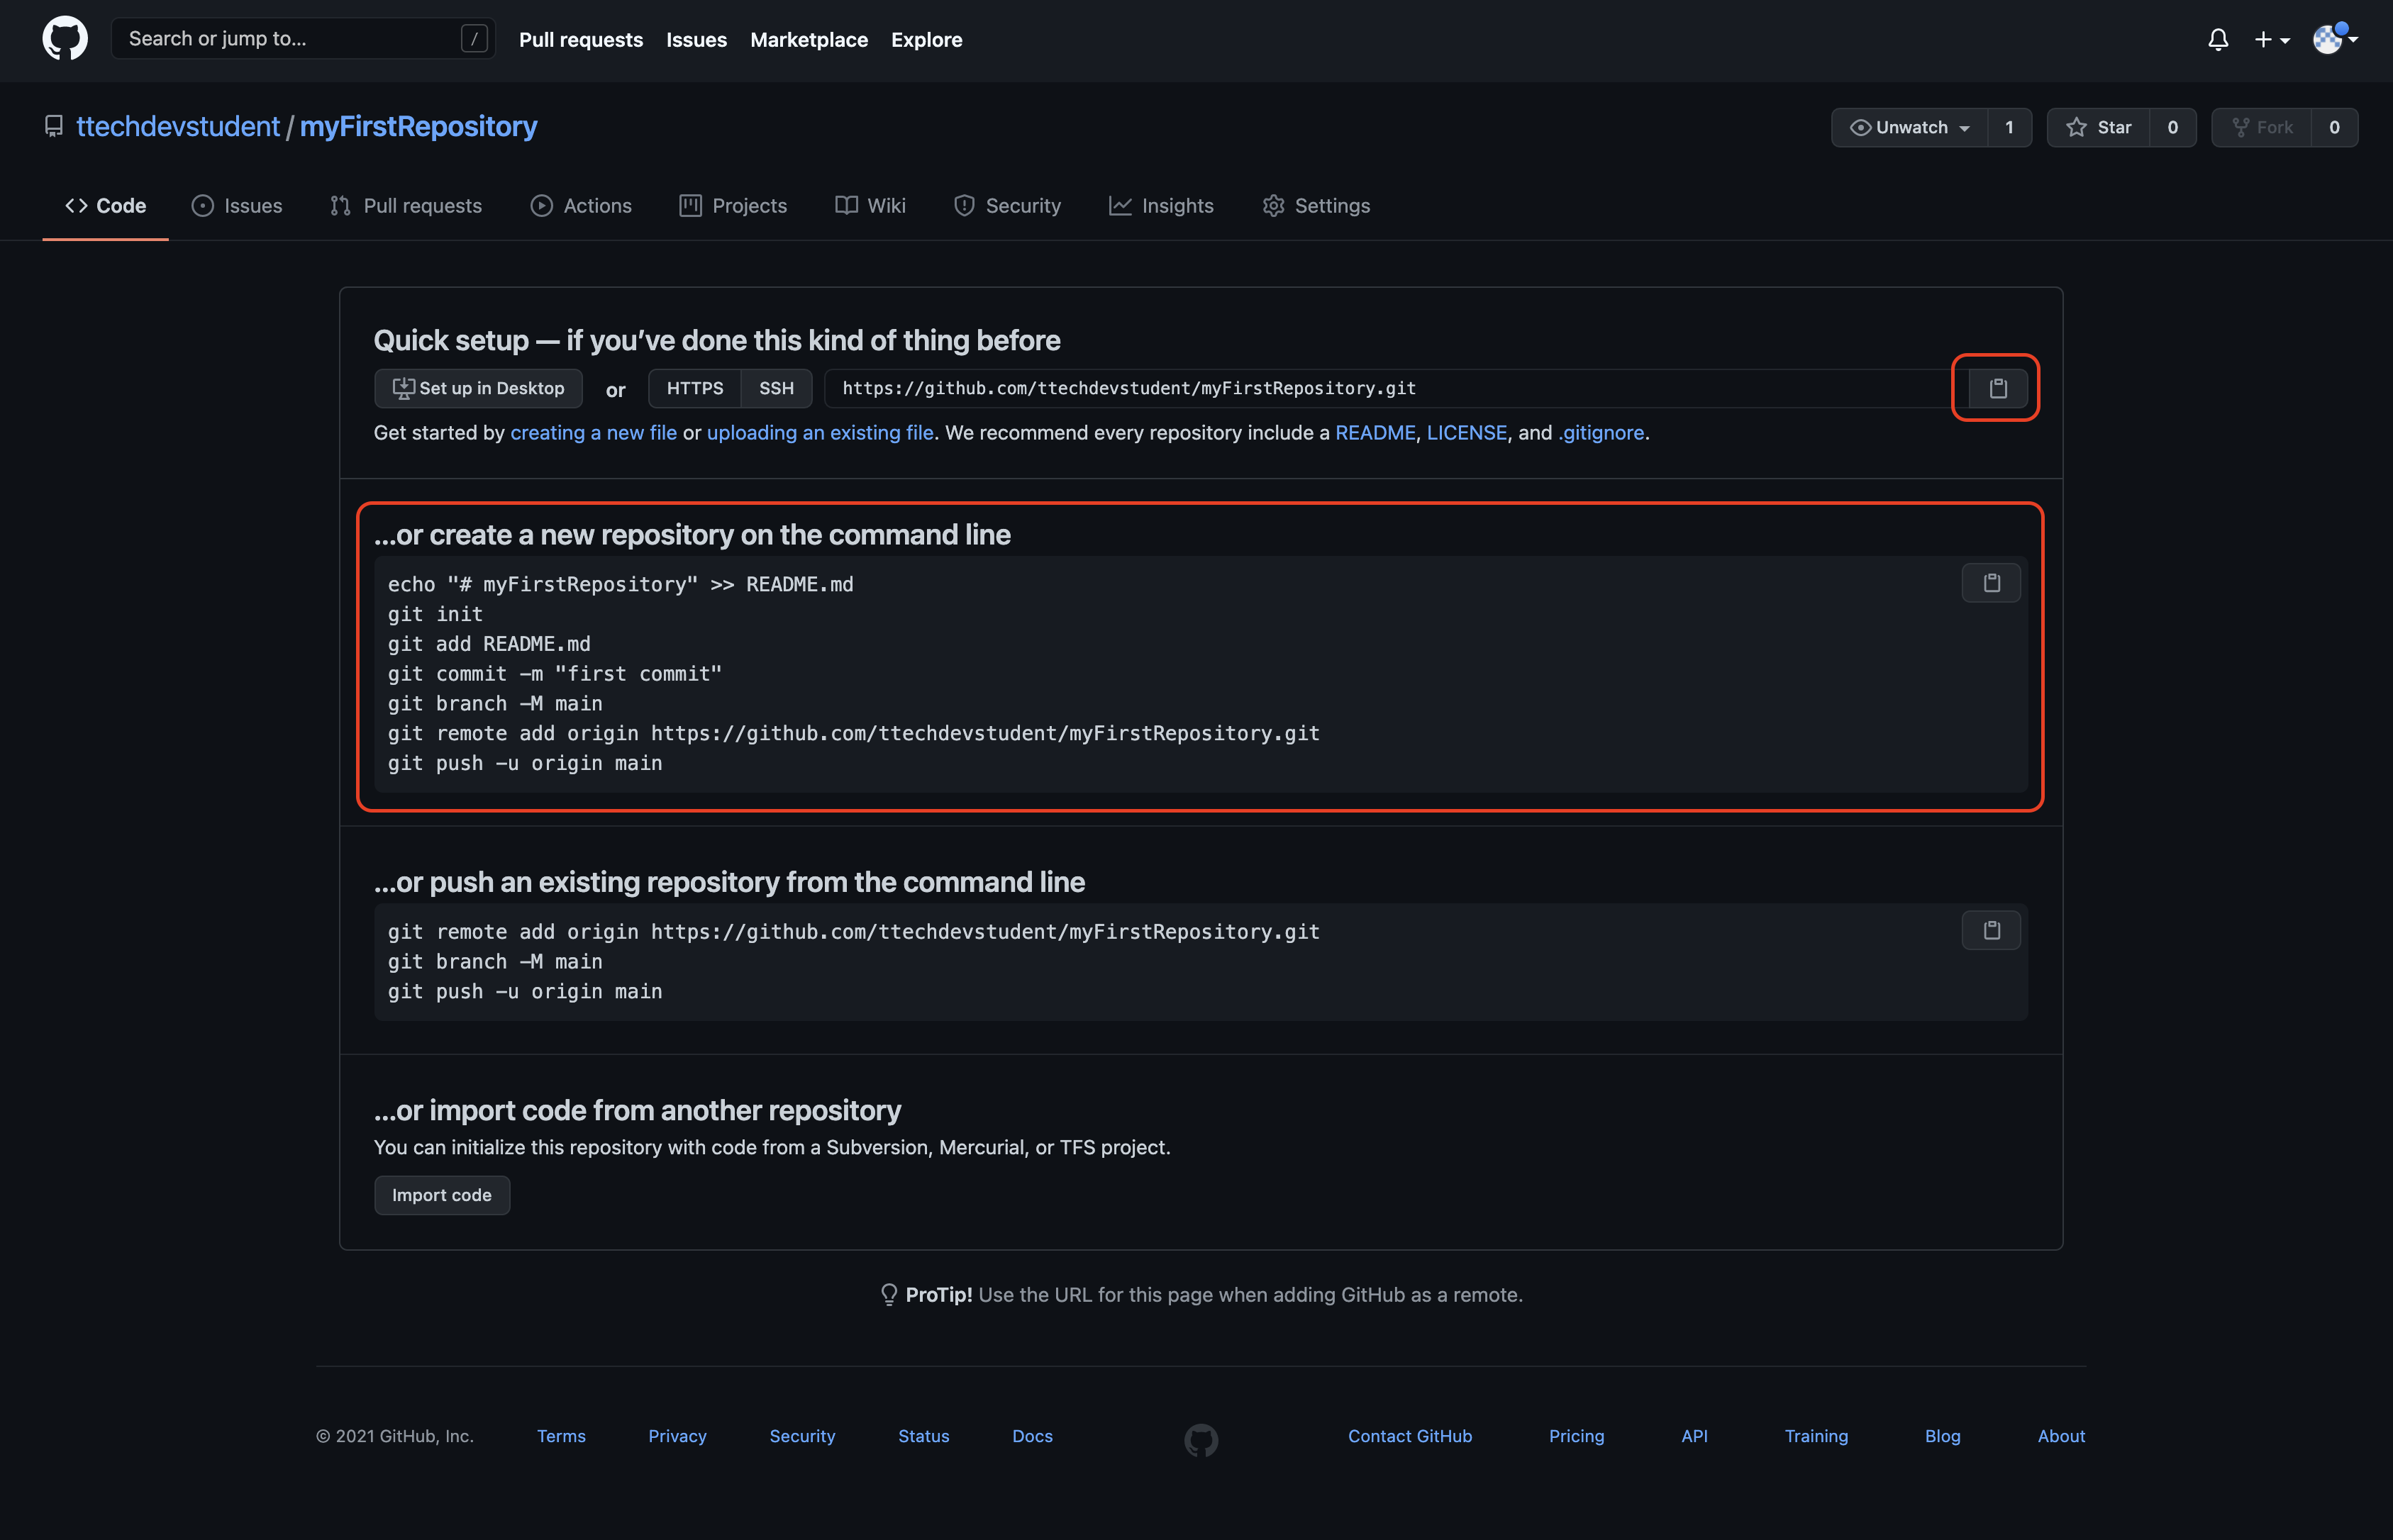 Search or jump to... /
Pull requests Issues Marketplace Explore
ttechdevstudent / myFirstRepository
Unwatch 1 Star 0 Fork 0
Code Issues Pull requests Actions Projects Wiki Security Insights Settings
Quick setup — if you’ve done this kind of thing before
Set up in Desktop or HTTPS SSH https://github.com/ttechdevstudent/myFirstRepository.git
Get started by creating a new file or uploading an existing file. We recommend every repository include a README, LICENSE, and .gitignore.
…or create a new repository on the command line
echo "# myFirstRepository" >> README.md
git init
git add README.md
git commit -m "first commit"
git branch -M main
git remote add origin https://github.com/ttechdevstudent/myFirstRepository.git
git push -u origin main
…or push an existing repository from the command line
git remote add origin https://github.com/ttechdevstudent/myFirstRepository.git
git branch -M main
git push -u origin main
…or import code from another repository
You can initialize this repository with code from a Subversion, Mercurial, or TFS project.
Import code
ProTip! Use the URL for this page when adding GitHub as a remote.
© 2021 GitHub, Inc. Terms Privacy Security Status Docs Contact GitHub Pricing API Training Blog About